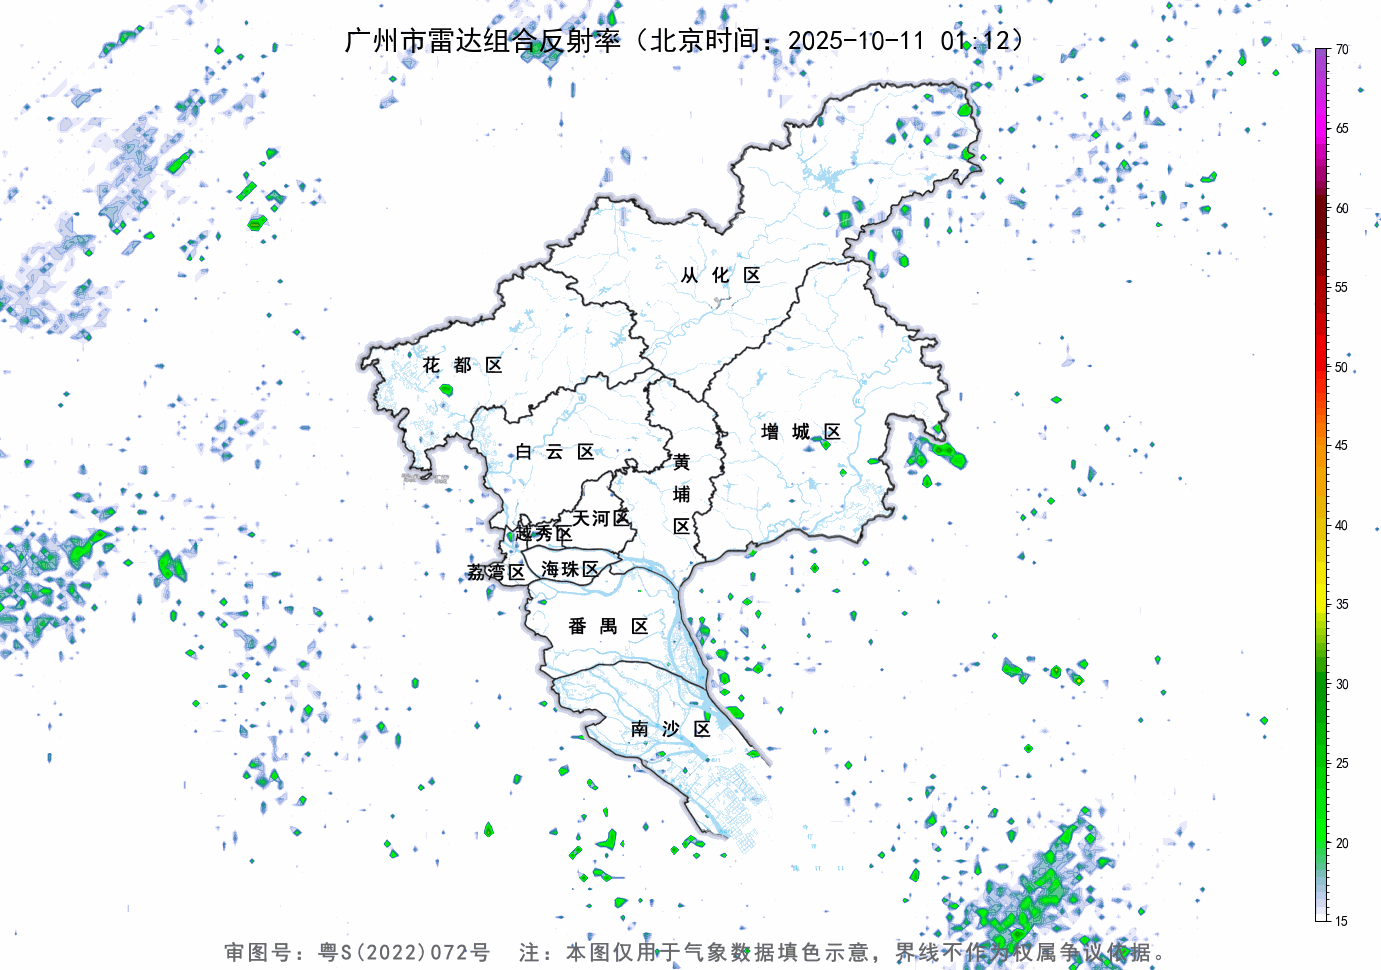 广州市雷达组合反射率（北京时间：2025-10-11 01:12）
70
65
60
55
50
45
40
35
30
25
20
15
从化区
花都区
增城区
白云区
黄埔区
天河区
越秀区
海珠区
荔湾区
番禺区
南沙区
审图号：粤S(2022)072号 注：本图仅用于气象数据填色示意，界线不作为权属争议依据。